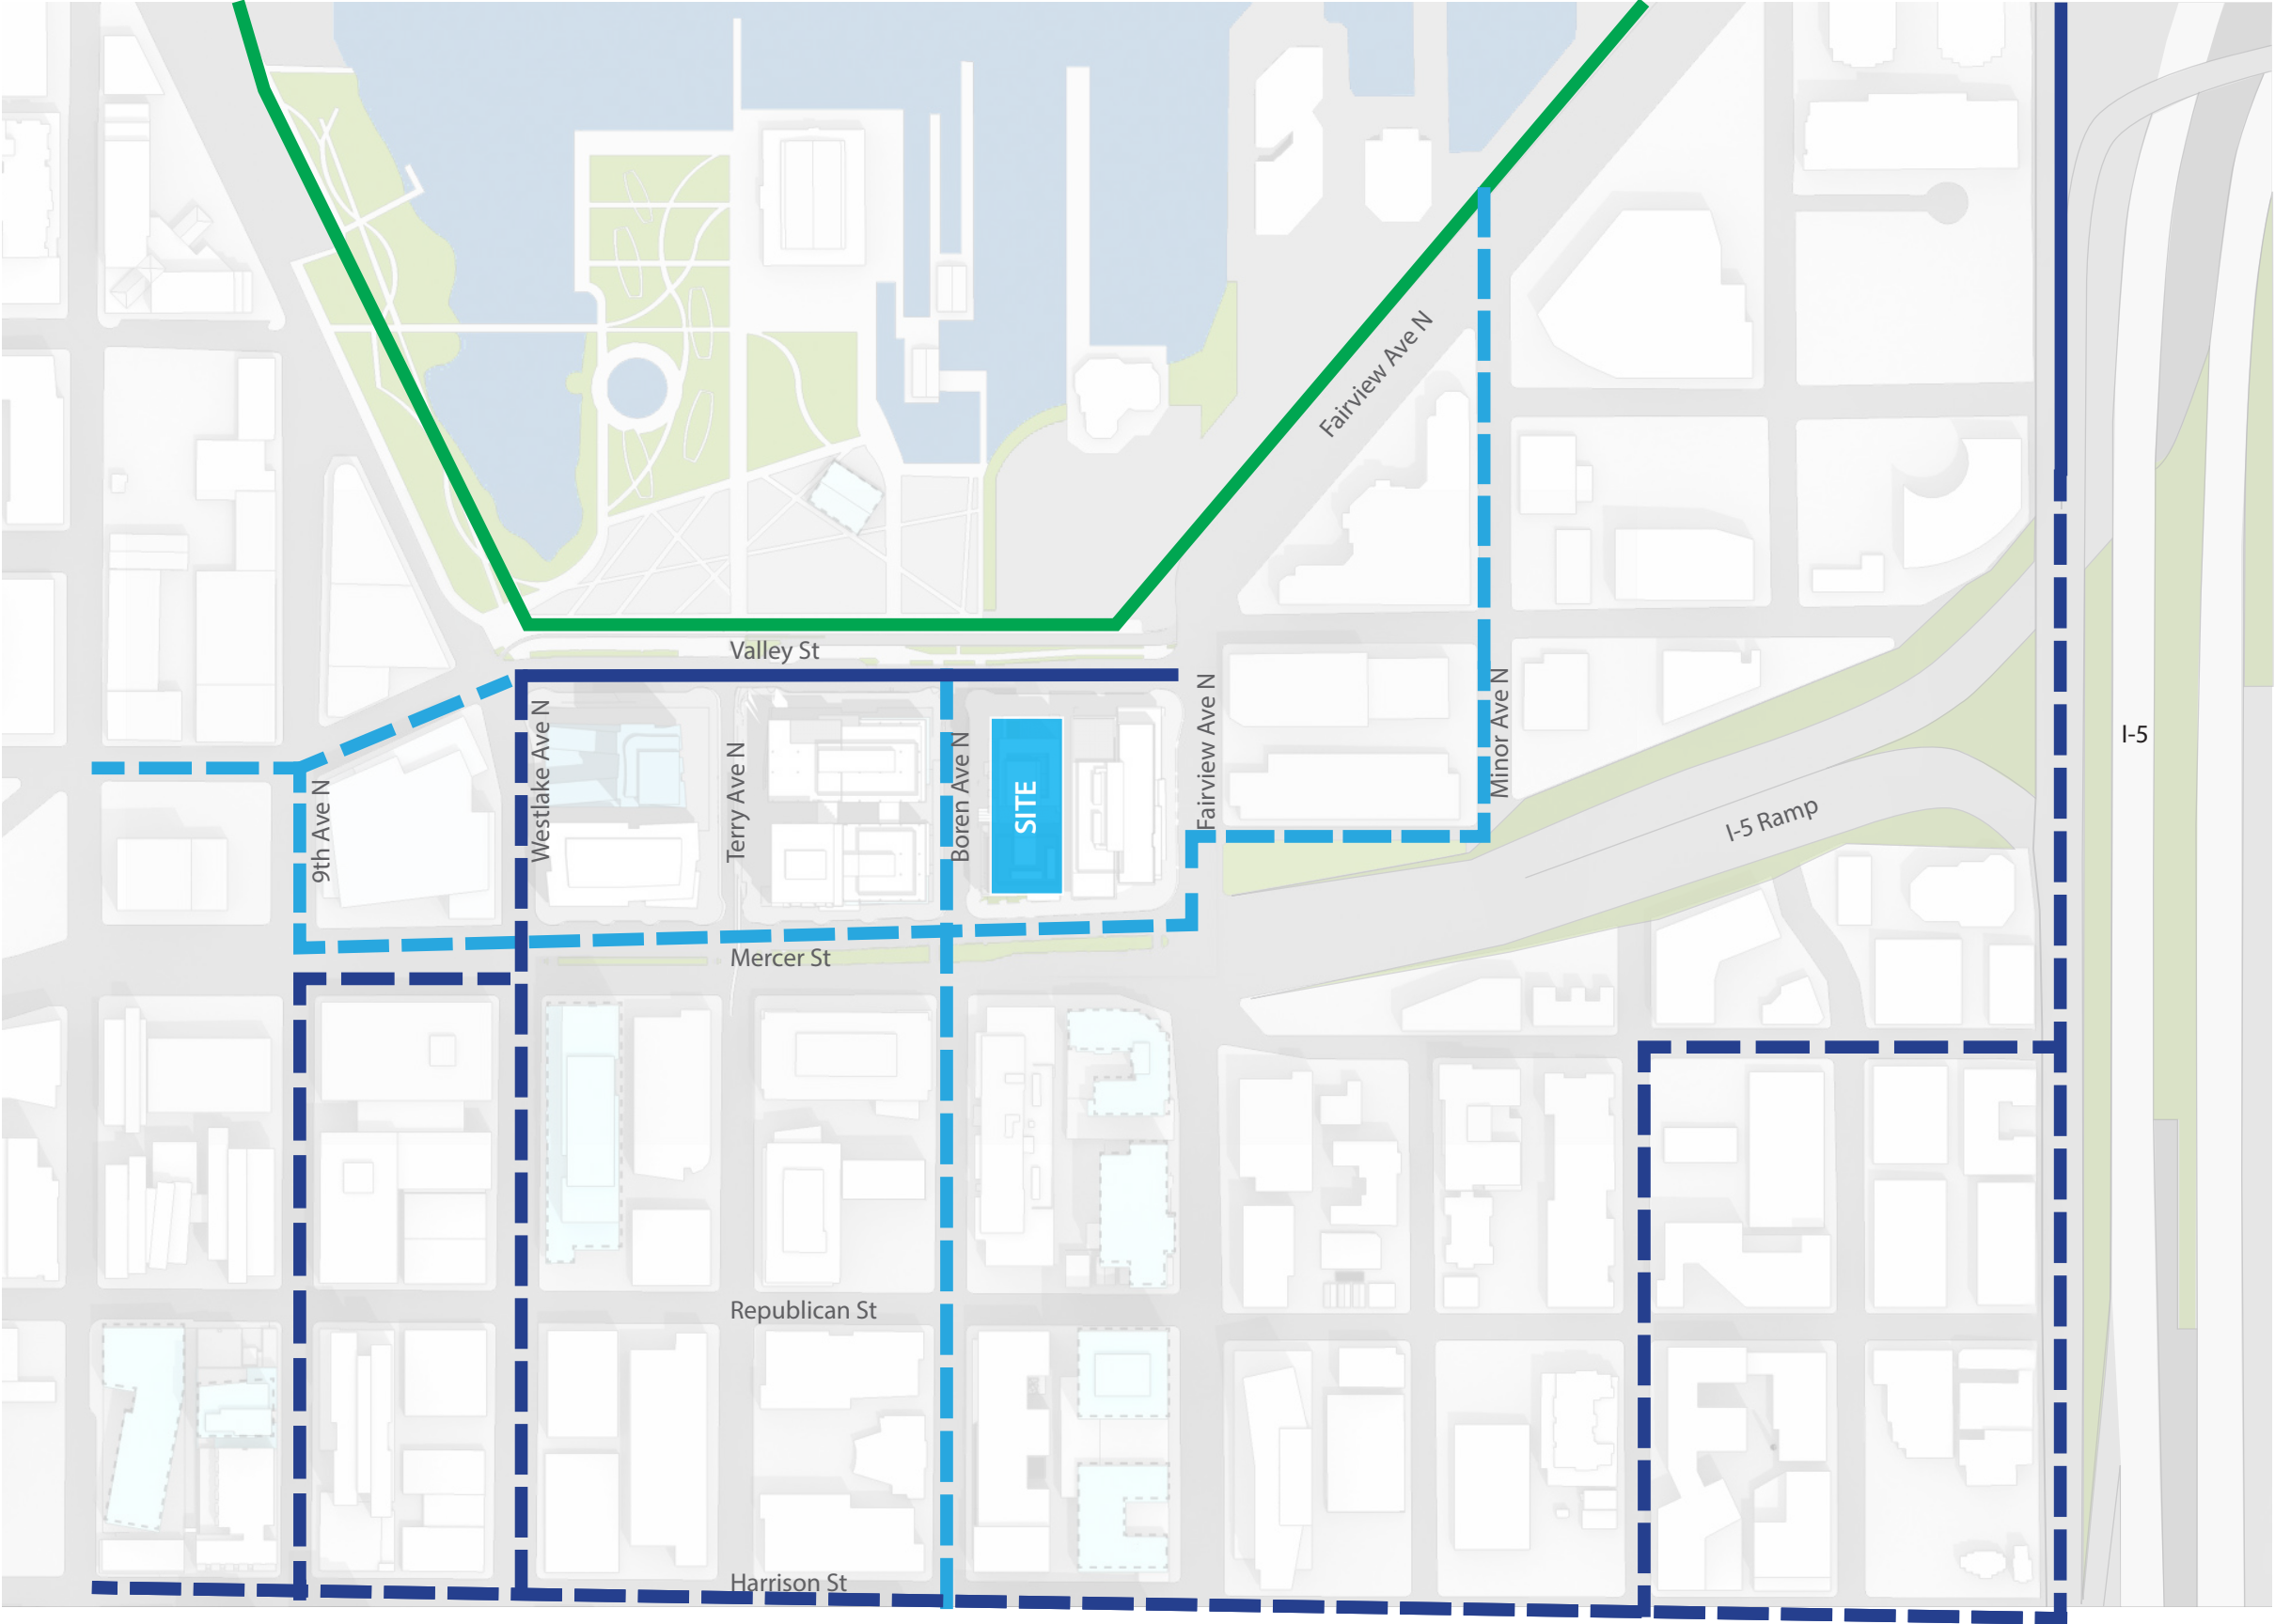 Fairview Ave N
Valley St
Westlake Ave N
Terry Ave N
Boren Ave N
SITE
Fairview Ave N
Minor Ave N
I-5
9th Ave N
I-5 Ramp
Mercer St
Republican St
Harrison St